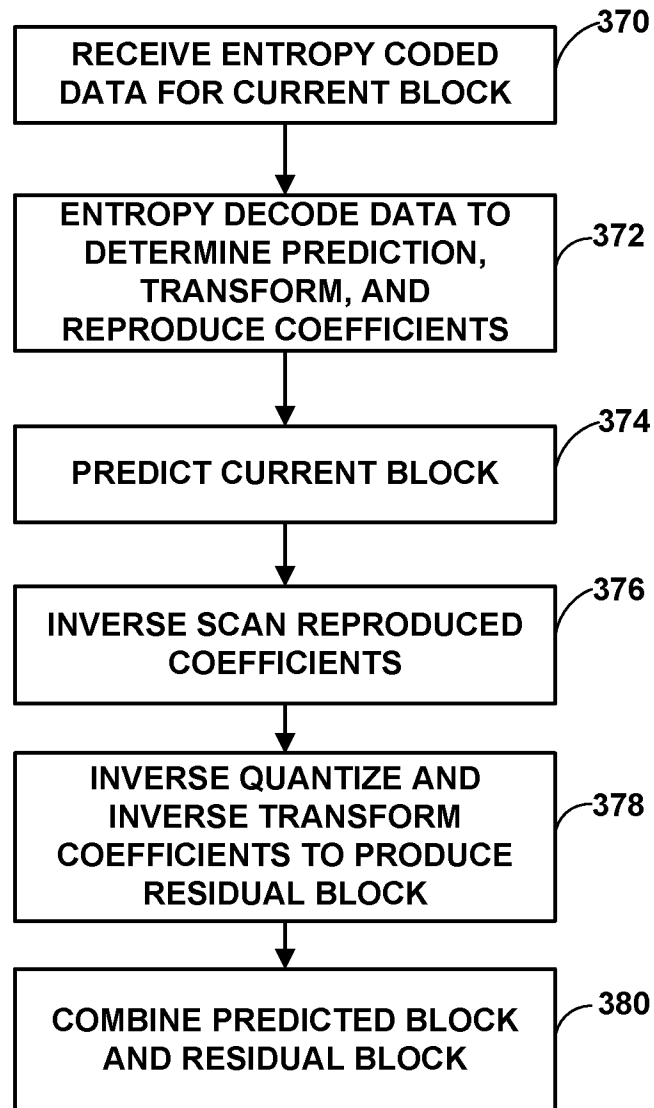 370
RECEIVE ENTROPY CODED
DATA FOR CURRENT BLOCK
ENTROPY DECODE DATA TO
DETERMINE PREDICTION,
TRANSFORM, AND
REPRODUCE COEFFICIENTS
372
374
PREDICT CURRENT BLOCK
376
INVERSE SCAN REPRODUCED
COEFFICIENTS
INVERSE QUANTIZE AND
INVERSE TRANSFORM
COEFFICIENTS TO PRODUCE
RESIDUAL BLOCK
378
COMBINE PREDICTED BLOCK
AND RESIDUAL BLOCK
380